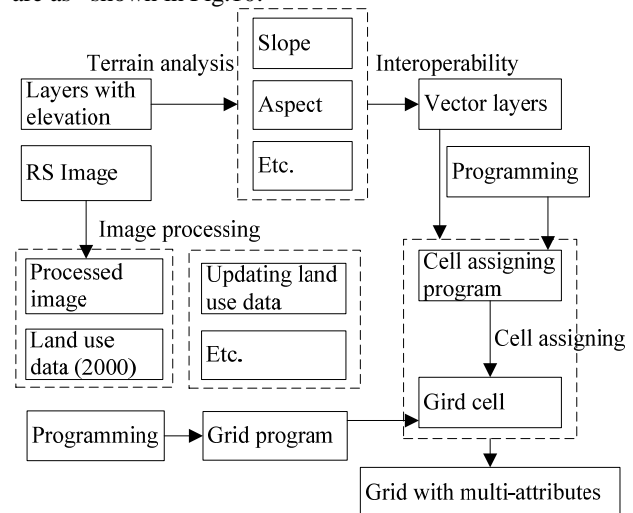 are as shown in Fig.10.
Slope
Terrain analysis
Interoperability
Layers with
elevation
Aspect
Vector layers
RS Image
Etc.
Programming
Image processing
Processed
image
Updating land
use data
Cell assigning
program
Land use
data (2000)
Etc.
Cell assigning
Gird cell
Programming
Grid program
Grid with multi-attributes